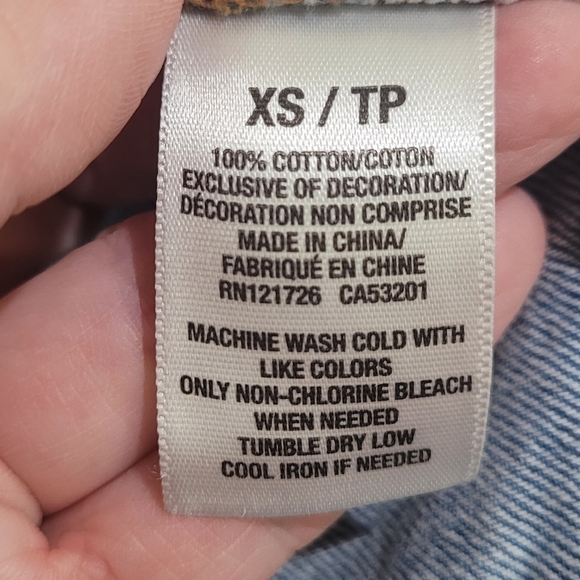 XS / TP
100% COTTON/COTON
EXCLUSIVE OF DECORATION/
DÉCORATION NON COMPRISE
MADE IN CHINA/
FABRIQUÉ EN CHINE
RN121726 CA53201
MACHINE WASH COLD WITH
LIKE COLORS
ONLY NON-CHLORINE BLEACH
WHEN NEEDED
TUMBLE DRY LOW
COOL IRON IF NEEDED